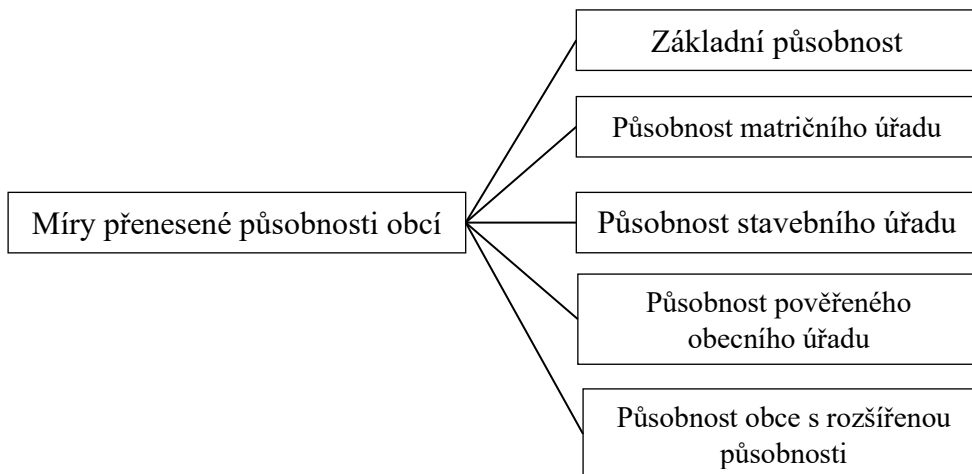 Základní působnost
Působnost matričního úřadu
Míry přenesené působnosti obcí
Působnost stavebního úřadu
Působnost pověřeného
obecního úřadu
Působnost obce s rozšířenou
působnosti